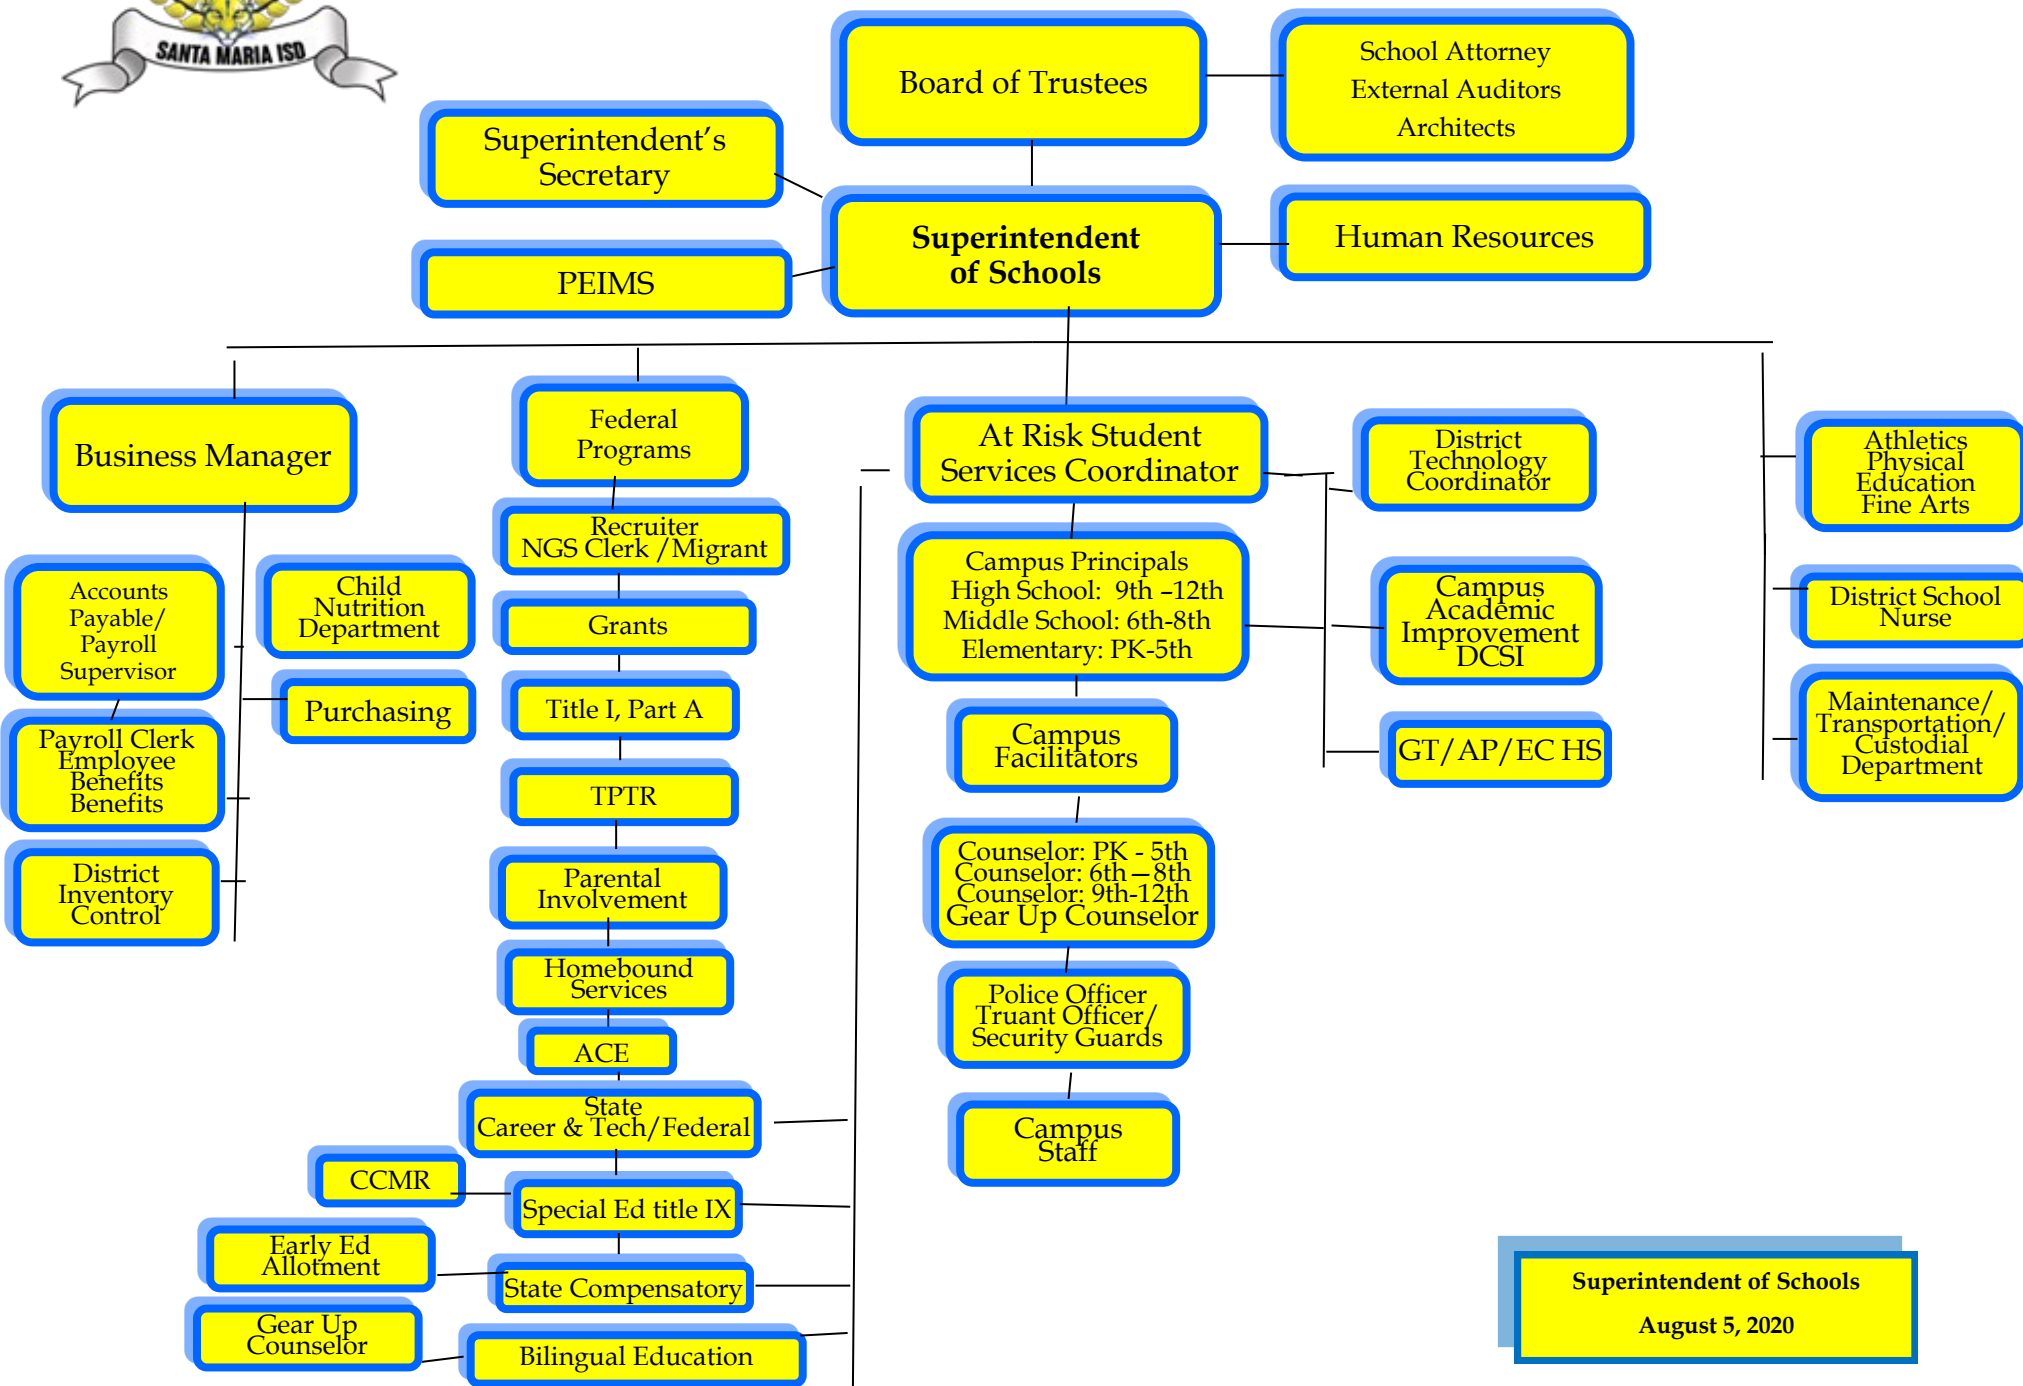 SANTA MARIA ISD
Board of Trustees
School Attorney
External Auditors
Architects
Superintendent’s
Secretary
Superintendent
of Schools
Human Resources
PEIMS
Business Manager
Federal
Programs
At Risk Student
Services Coordinator
District
Technology
Coordinator
Athletics
Physical
Education
Fine Arts
Recruiter
NGS Clerk /Migrant
Campus Principals
High School:  9th –12th
Middle School: 6th-8th
Elementary: PK-5th
Accounts
Payable/
Payroll
Supervisor
Child
Nutrition
Department
Campus
Academic
Improvement
DCSI
District School
Nurse
Grants
Purchasing
Title I, Part A
Payroll Clerk
Employee
Benefits
Benefits
Campus
Facilitators
GT/AP/EC HS
Maintenance/
Transportation/
Custodial
Department
TPTR
District
Inventory
Control
Parental
Involvement
Counselor: PK - 5th
Counselor: 6th — 8th
Counselor: 9th-12th
Gear Up Counselor
Homebound
Services
Police Officer
Truant Officer/
Security Guards
ACE
State
Career & Tech/Federal
Campus
Staff
CCMR
Special Ed title IX
Early Ed
Allotment
State Compensatory
Gear Up
Counselor
Bilingual Education
Superintendent of Schools
August 5, 2020